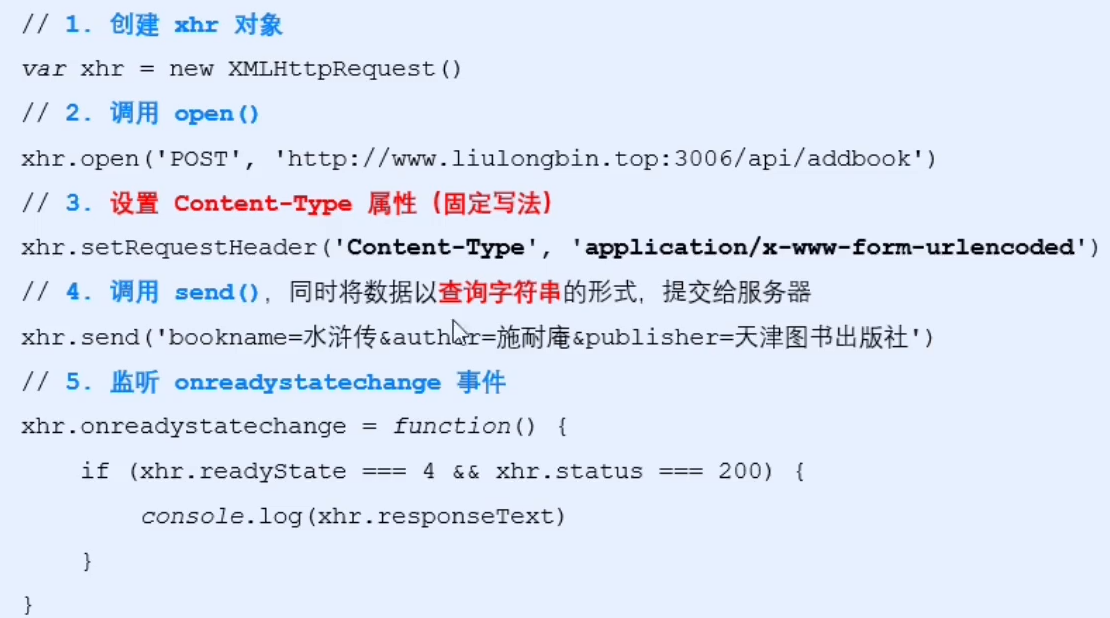 // 1. 创建 xhr 对象
var xhr = new XMLHttpRequest()
// 2. 调用 open()
xhr.open('POST', 'http://www.liulongbin.top:3006/api/addbook')
// 3. 设置 Content-Type 属性（固定写法）
xhr.setRequestHeader('Content-Type', 'application/x-www-form-urlencoded')
// 4. 调用 send()，同时将数据以查询字符串的形式，提交给服务器
xhr.send('bookname=水浒传&author=施耐庵&publisher=天津图书出版社')
// 5. 监听 onreadystatechange 事件
xhr.onreadystatechange = function() {
    if (xhr.readyState === 4 && xhr.status === 200) {
        console.log(xhr.responseText)
    }
}